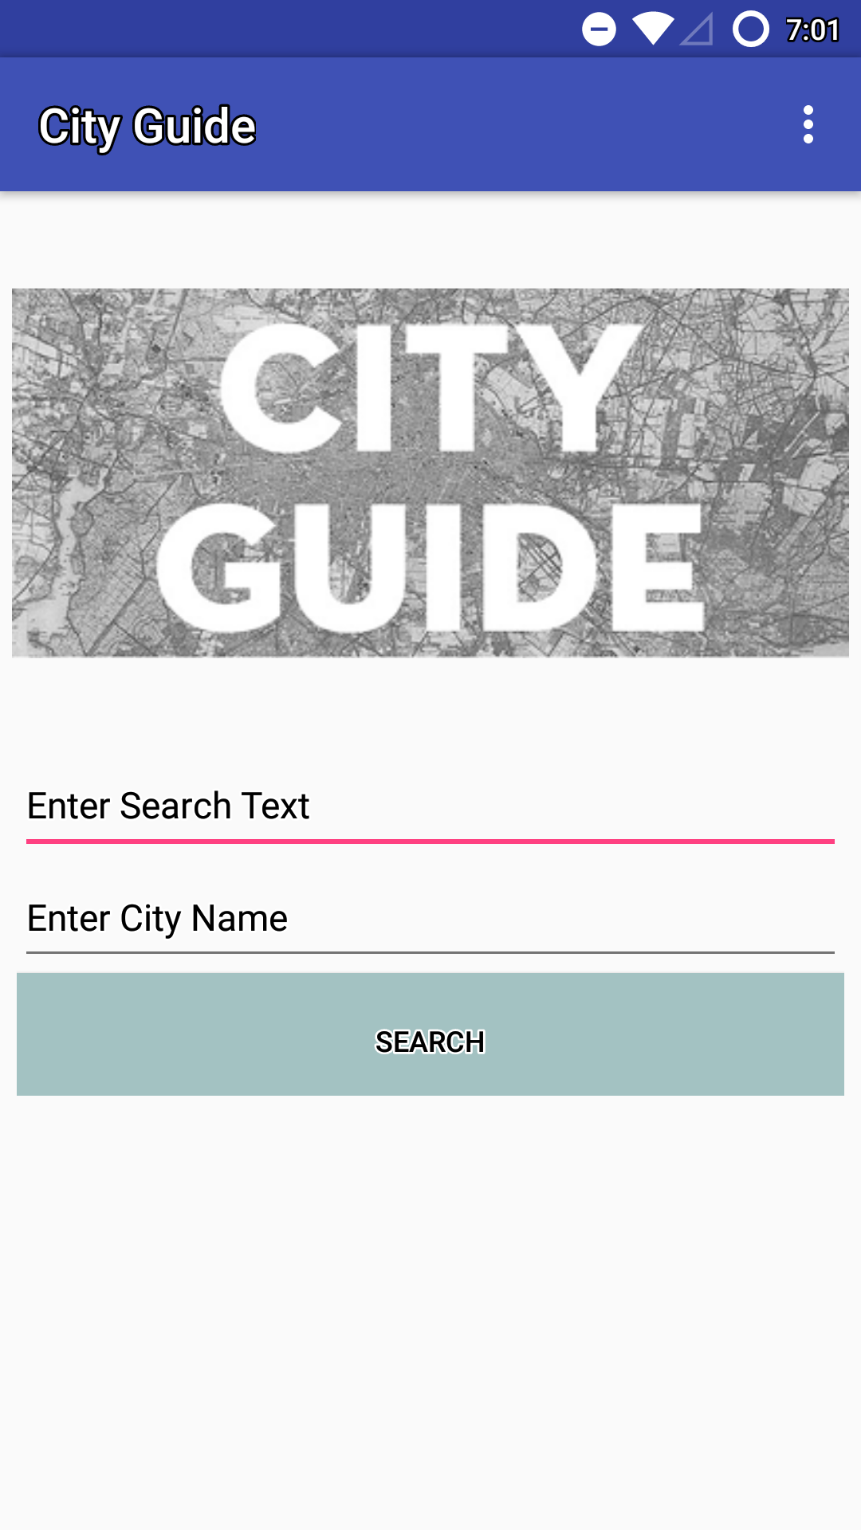 7:01
City Guide
CITY
GUIDE
Enter Search Text
Enter City Name
SEARCH